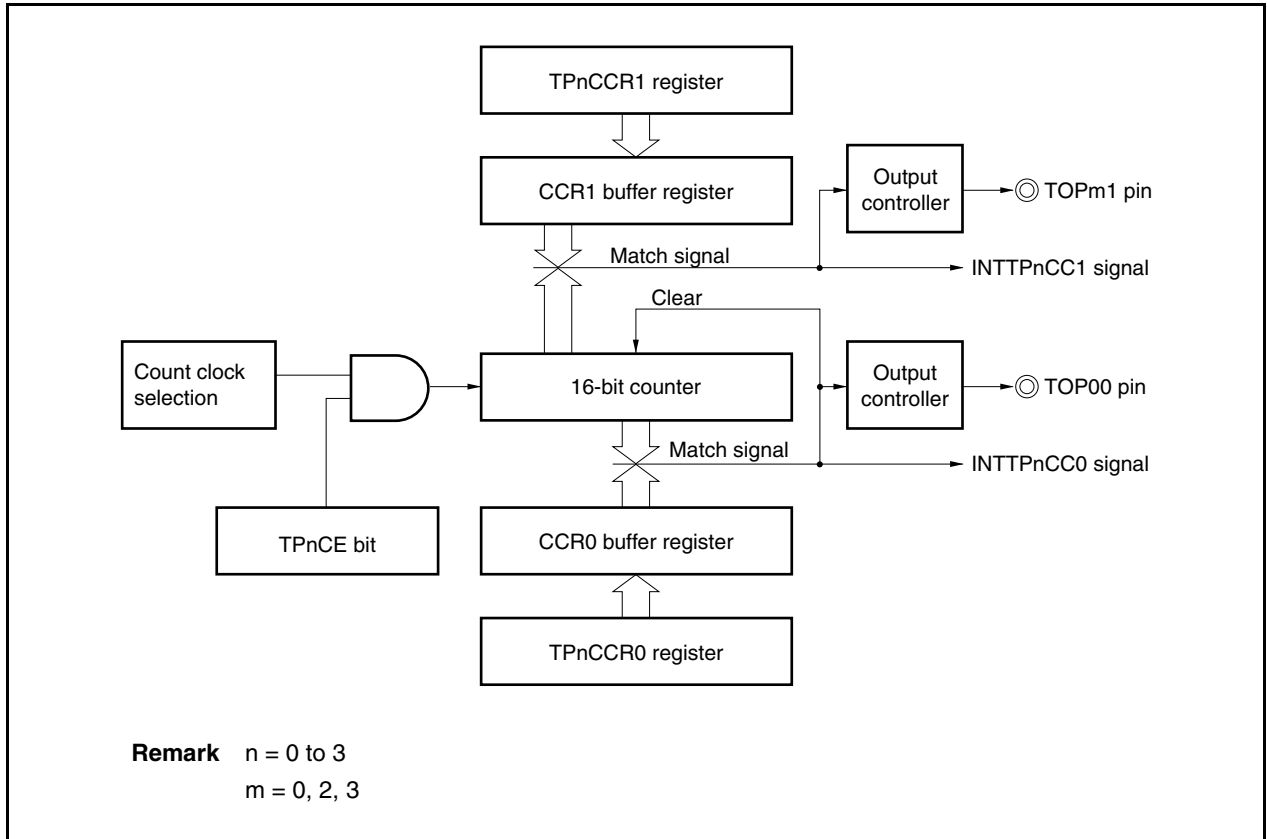 TPnCCR1 register
CCR1 buffer register
Output
controller
TOPm1 pin
Match signal
INTTPnCC1 signal
Clear
Count clock
selection
16-bit counter
Output
controller
TOP00 pin
Match signal
INTTPnCC0 signal
TPnCE bit
CCR0 buffer register
TPnCCR0 register
Remark n = 0 to 3
m = 0, 2, 3